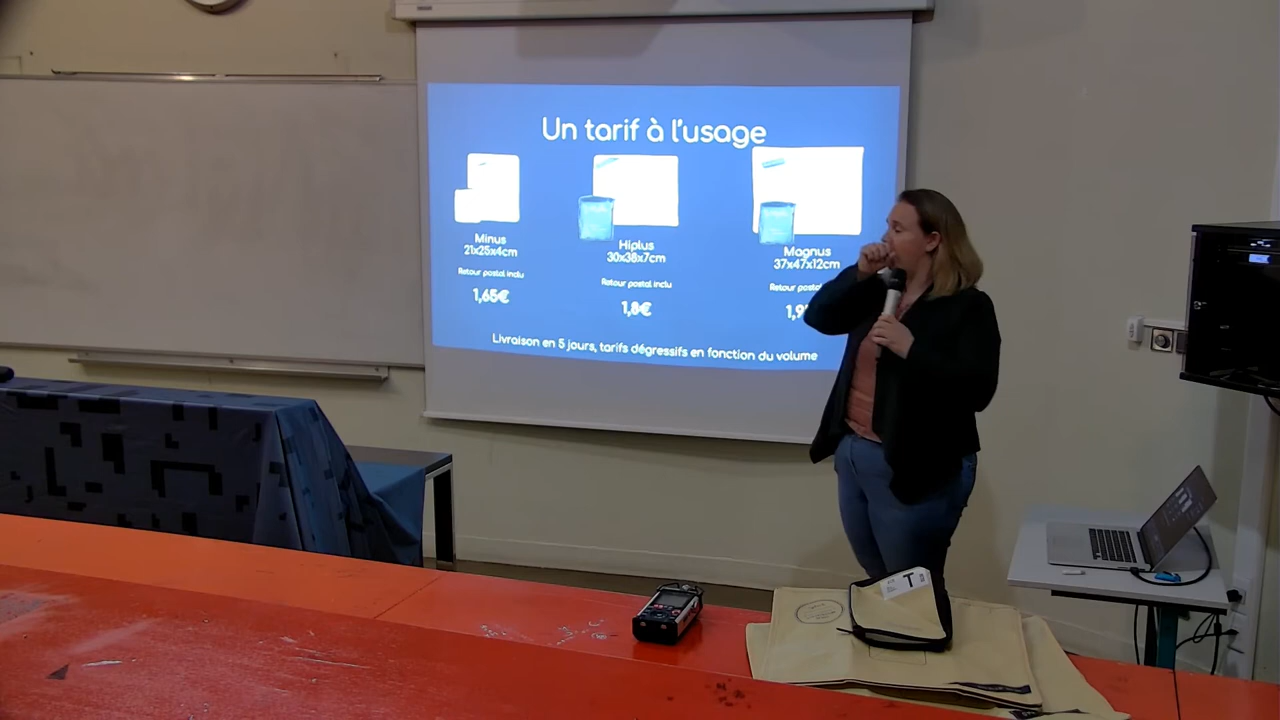 Un tarif à l'usage
Minus
21x25x4cm
Retour postal inclu
1,65€
Hiplus
30x38x7cm
Retour postal inclu
1,8€
Magnus
37x47x12cm
Retour
Livraison en 5 jours, tarifs dégressifs en fonction du volume
T